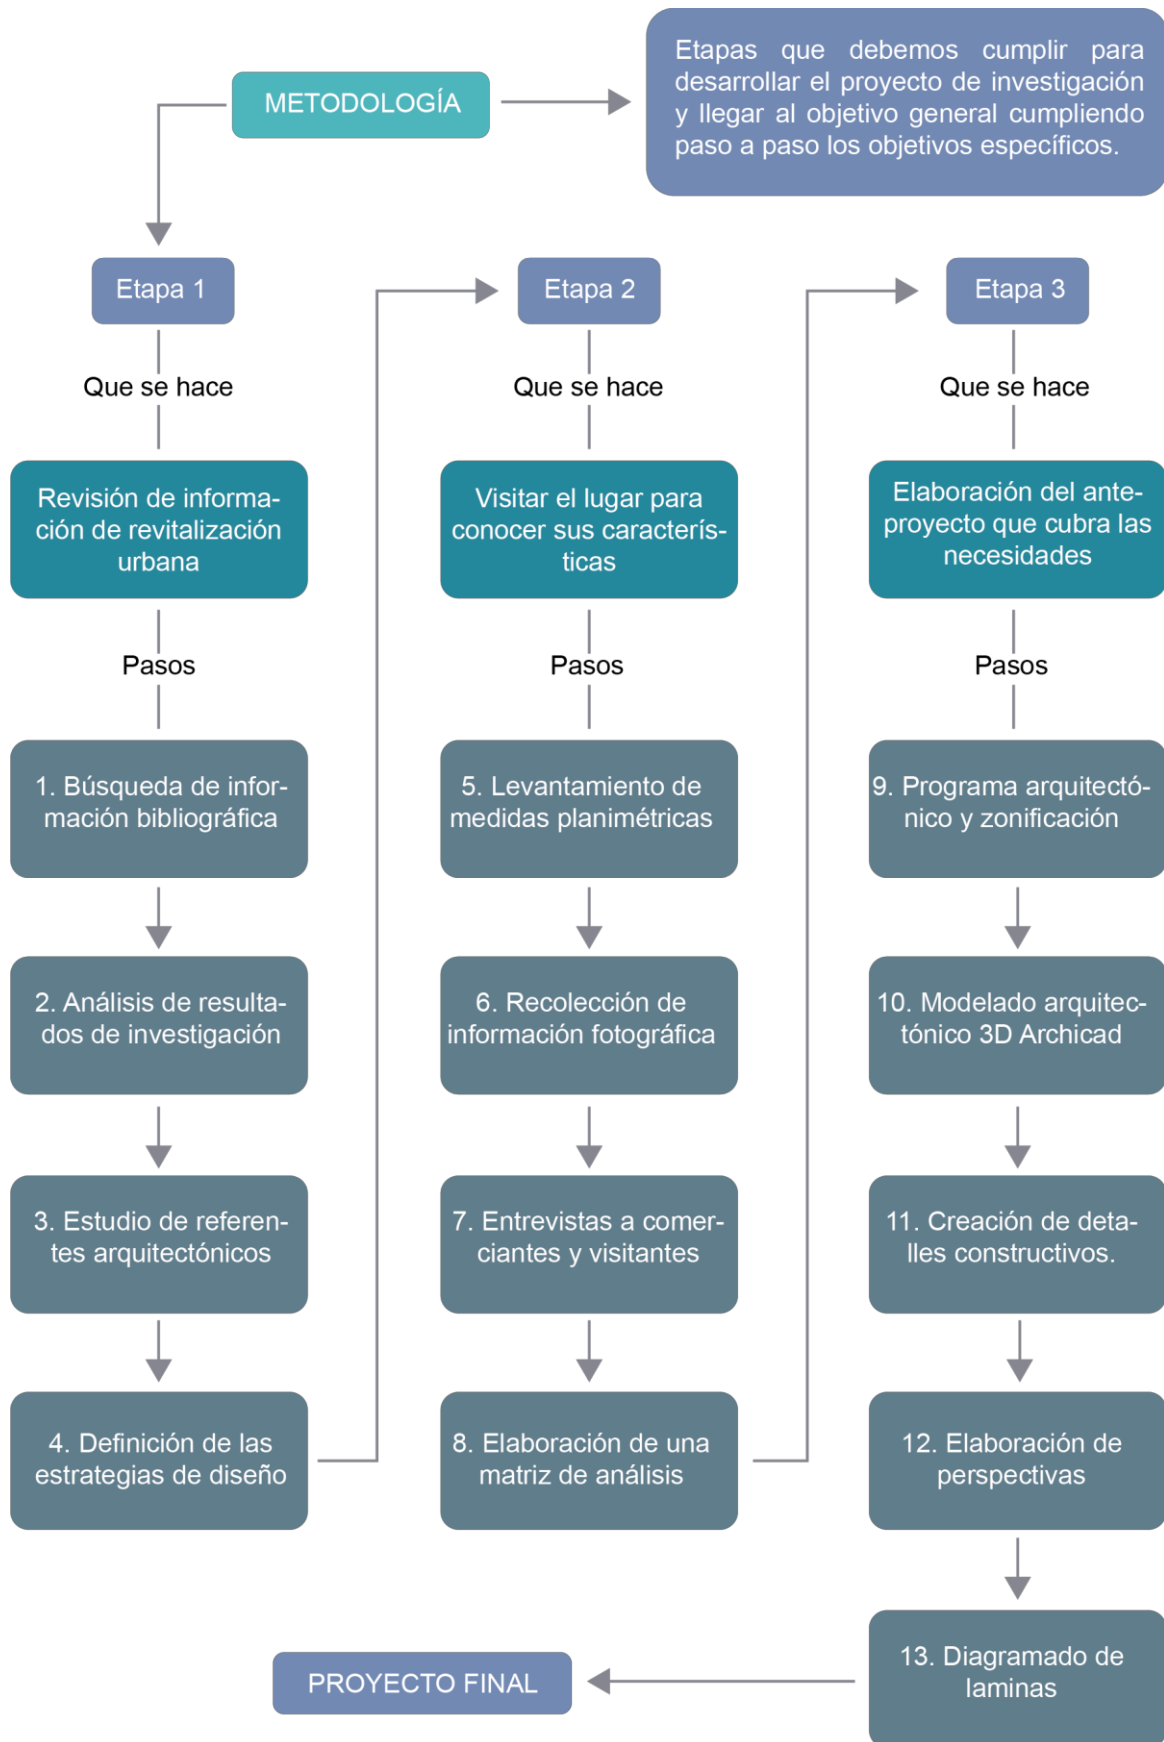 METODOLOGÍA
Etapas que debemos cumplir para
desarrollar el proyecto de investigación
y llegar al objetivo general cumpliendo
paso a paso los objetivos específicos.
Etapa 1
Que se hace
Revisión de informa-
ción de revitalización
urbana
Pasos
1. Búsqueda de infor-
mación bibliográfica
2. Análisis de resulta-
dos de investigación
3. Estudio de referen-
tes arquitectónicos
4. Definición de las
estrategias de diseño
Etapa 2
Que se hace
Visitar el lugar para
conocer sus caracterís-
ticas
Pasos
5. Levantamiento de
medidas planimétricas
6. Recolección de
información fotográfica
7. Entrevistas a comer-
ciantes y visitantes
8. Elaboración de una
matriz de análisis
Etapa 3
Que se hace
Elaboración del ante-
proyecto que cubra las
necesidades
Pasos
9. Programa arquitectó-
nico y zonificación
10. Modelado arquitec-
tónico 3D Archicad
11. Creación de deta-
lles constructivos.
12. Elaboración de
perspectivas
13. Diagramado de
laminas
PROYECTO FINAL